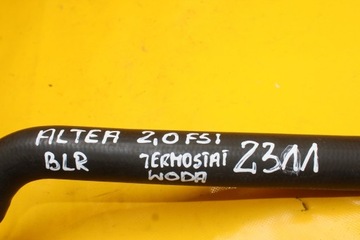 ALTEA 2,0 FSI
BLR TERMOSTAT 2311
WODA